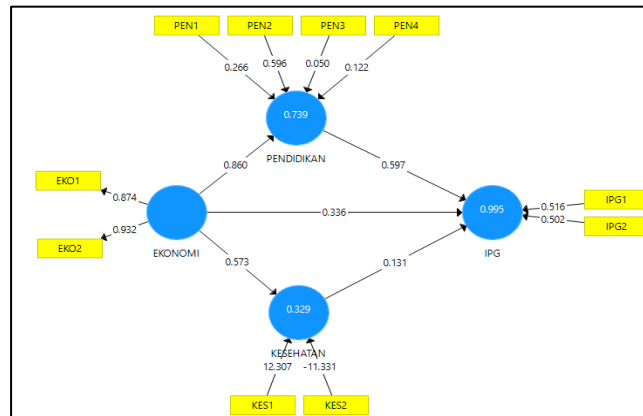 PEN1
PEN2
PEN3
PEN4
0.266
0.596
0.050
0.122
0.739
PENDIDIKAN
0.860
0.597
EKO1
0.874
EKO2
0.932
EKONOMI
0.336
0.995
IPG
0.516
0.502
IPG1
IPG2
0.573
0.131
0.329
KESEHATAN
12.307
-11.331
KES1
KES2